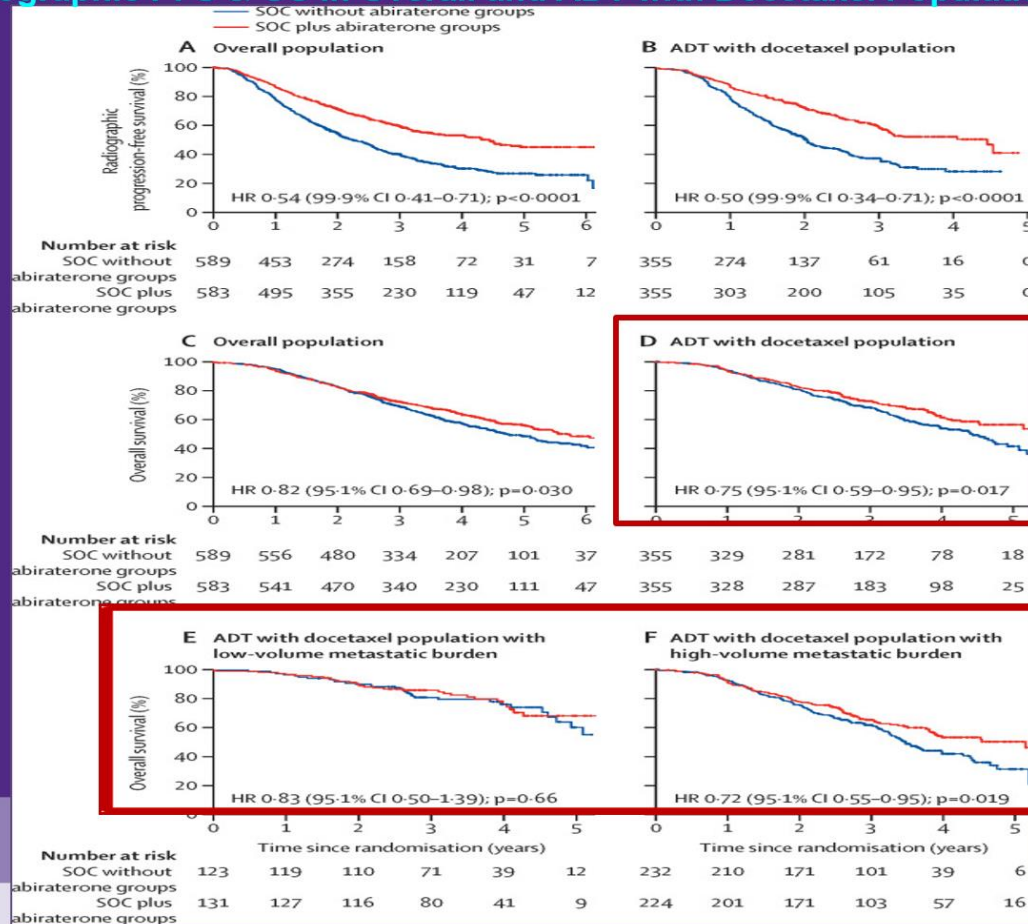 SOC without abiraterone groups
SOC plus abiraterone groups
A Overall population
B ADT with docetaxel population
Radiographic
progression-free survival (%)
100
80
60
40
20
0
HR 0·54 (99·9% CI 0·41–0·71); p<0·0001
HR 0·50 (99·9% CI 0·34–0·71); p<0·0001
0 1 2 3 4 5 6
0 1 2 3 4 5
Number at risk
SOC without 589 453 274 158 72 31 7 355 274 137 61 16
abiraterone groups
SOC plus 583 495 355 230 119 47 12 355 303 200 105 35
abiraterone groups
C Overall population
D ADT with docetaxel population
Overall survival (%)
100
80
60
40
20
0
HR 0·82 (95·1% CI 0·69–0·98); p=0·030
HR 0·75 (95·1% CI 0·59–0·95); p=0·017
0 1 2 3 4 5 6
0 1 2 3 4 5
Number at risk
SOC without 589 556 480 334 207 101 37 355 329 281 172 78 18
abiraterone groups
SOC plus 583 541 470 340 230 111 47 355 328 287 183 98 25
abiraterone groups
E ADT with docetaxel population with
low-volume metastatic burden
F ADT with docetaxel population with
high-volume metastatic burden
Overall survival (%)
100
80
60
40
20
0
HR 0·83 (95·1% CI 0·50–1·39); p=0·66
HR 0·72 (95·1% CI 0·55–0·95); p=0·019
0 1 2 3 4 5
0 1 2 3 4 5
Time since randomisation (years)
Time since randomisation (years)
Number at risk
SOC without 123 119 110 71 39 12 232 210 171 101 39 6
abiraterone groups
SOC plus 131 127 116 80 41 9 224 201 171 103 57 16
abiraterone groups